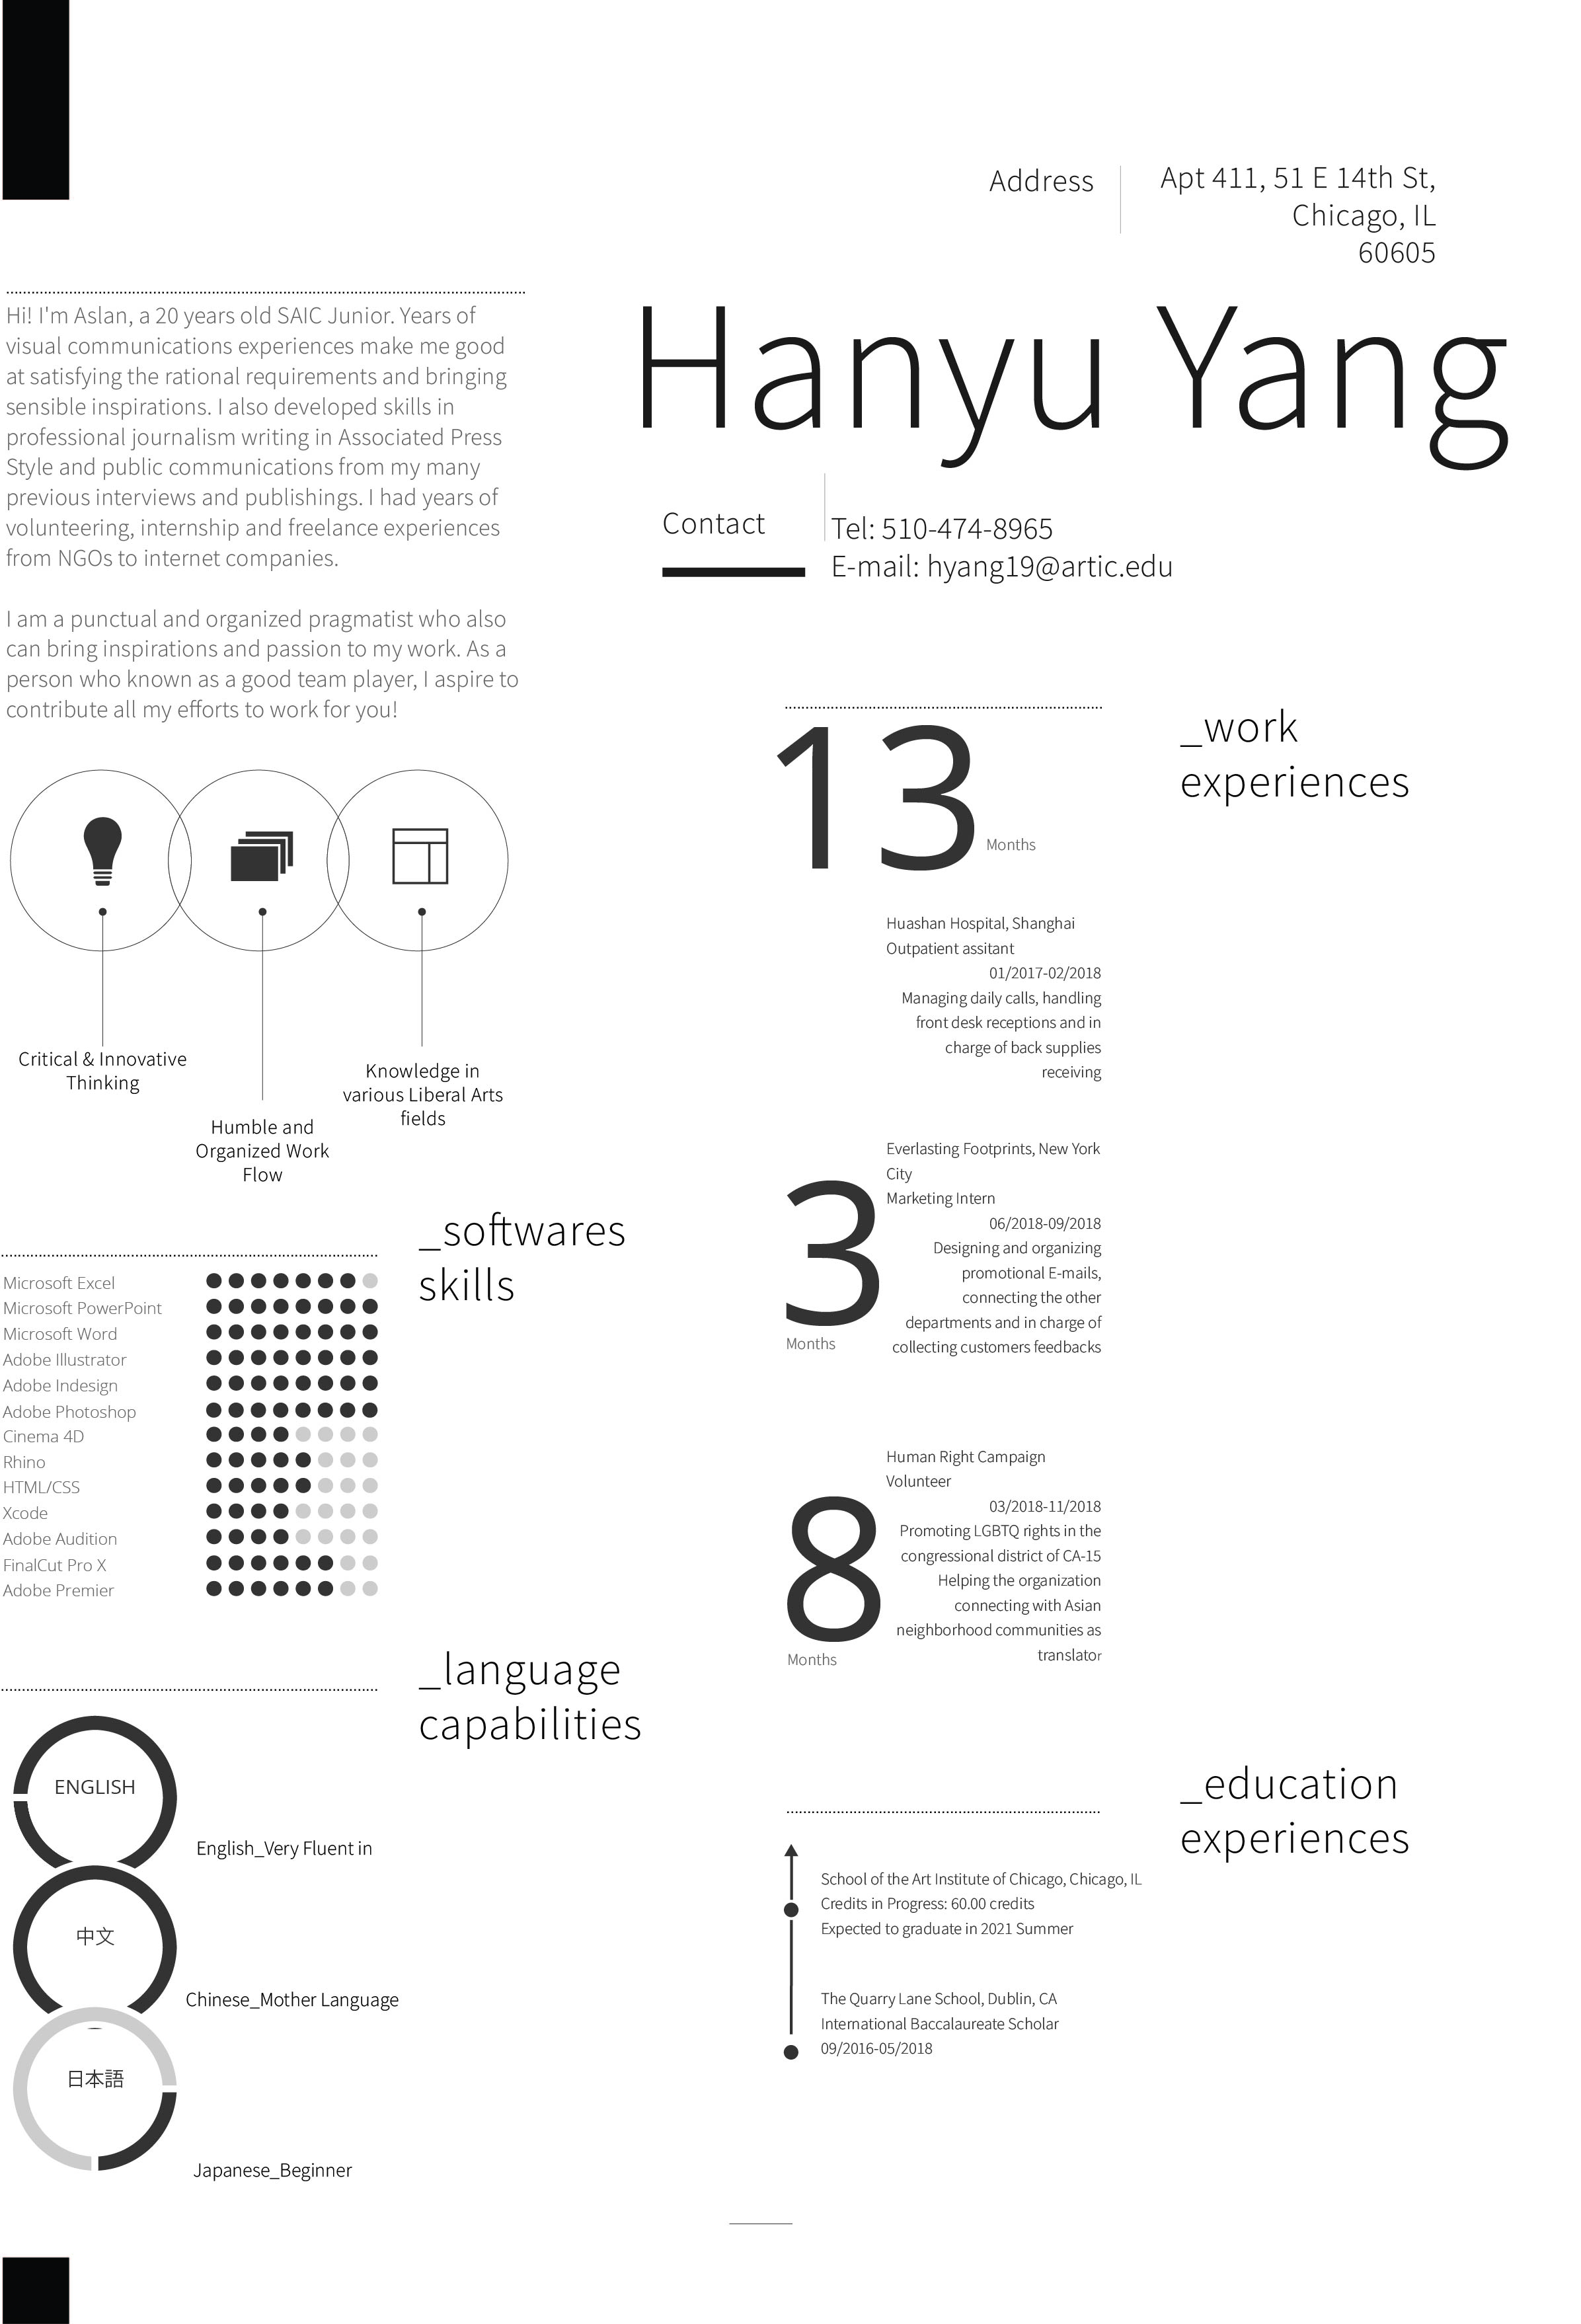 Address
Apt 411, 51 E 14th St,
Chicago, IL
60605
Hanyu Yang
Contact
Tel: 510-474-8965
E-mail: hyang19@artic.edu
Hi! I'm Aslan, a 20 years old SAIC Junior. Years of
visual communications experiences make me good
at satisfying the rational requirements and bringing
sensible inspirations. I also developed skills in
professional journalism writing in Associated Press
Style and public communications from my many
previous interviews and publishings. I had years of
volunteering, internship and freelance experiences
from NGOs to internet companies.
I am a punctual and organized pragmatist who also
can bring inspirations and passion to my work. As a
person who known as a good team player, I aspire to
contribute all my efforts to work for you!
Critical & Innovative
Thinking
Humble and
Organized Work
Flow
Knowledge in
various Liberal Arts
fields
_softwares
skills
Microsoft Excel
Microsoft PowerPoint
Microsoft Word
Adobe Illustrator
Adobe Indesign
Adobe Photoshop
Cinema 4D
Rhino
HTML/CSS
Xcode
Adobe Audition
FinalCut Pro X
Adobe Premier
_language
capabilities
ENGLISH
English_Very Fluent in
中文
Chinese_Mother Language
日本語
Japanese_Beginner
_work
experiences
13
Months
Huashan Hospital, Shanghai
Outpatient assitant
01/2017-02/2018
Managing daily calls, handling
front desk receptions and in
charge of back supplies
receiving
3
Months
Everlasting Footprints, New York
City
Marketing Intern
06/2018-09/2018
Designing and organizing
promotional E-mails,
connecting the other
departments and in charge of
collecting customers feedbacks
8
Months
Human Right Campaign
Volunteer
03/2018-11/2018
Promoting LGBTQ rights in the
congressional district of CA-15
Helping the organization
connecting with Asian
neighborhood communities as
translator
_education
experiences
School of the Art Institute of Chicago, Chicago, IL
Credits in Progress: 60.00 credits
Expected to graduate in 2021 Summer
The Quarry Lane School, Dublin, CA
International Baccalaureate Scholar
09/2016-05/2018